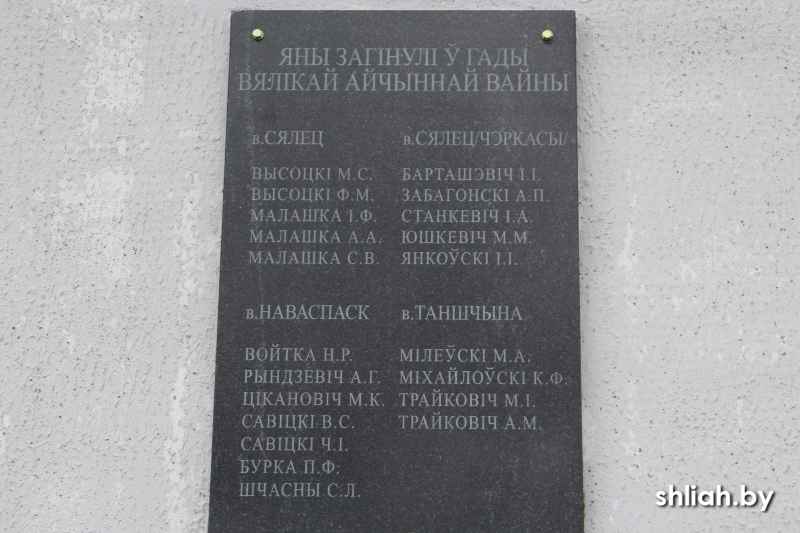 ЯНЫ ЗАГІНУЛІ Ў ГАДЫ
ВЯЛІКАЙ АЙЧЫННАЙ ВАЙНЫ
в.СЯЛЕЦ
ВЫСОЦКІ М.С.
ВЫСОЦКІ Ф.М.
МАЛАШКА І.Ф.
МАЛАШКА А.А.
МАЛАШКА С.В.
в.СЯЛЕЦ/ЧЭРКАСЫ/
БАРТАШЭВІЧ І.І.
ЗАБАГОНСКІ А.П.
СТАНКЕВІЧ І.А.
ЮШКЕВІЧ М.М.
ЯНКОЎСКІ І.І.
в.НАВАСПАСК
ВОЙТКА Н.Р.
РЫНДЗЕВІЧ А.Г.
ЦІКАНОВІЧ М.К.
САВІЦКІ В.С.
САВІЦКІ Ч.І.
БУРКА П.Ф.
ШЧАСНЫ С.Л.
в.ТАНШЧЫНА
МІЛЕЎСКІ М.А.
МІХАЙЛОЎСКІ К.Ф
ТРАЙКОВІЧ М.І.
ТРАЙКОВІЧ А.М.
shliah.by